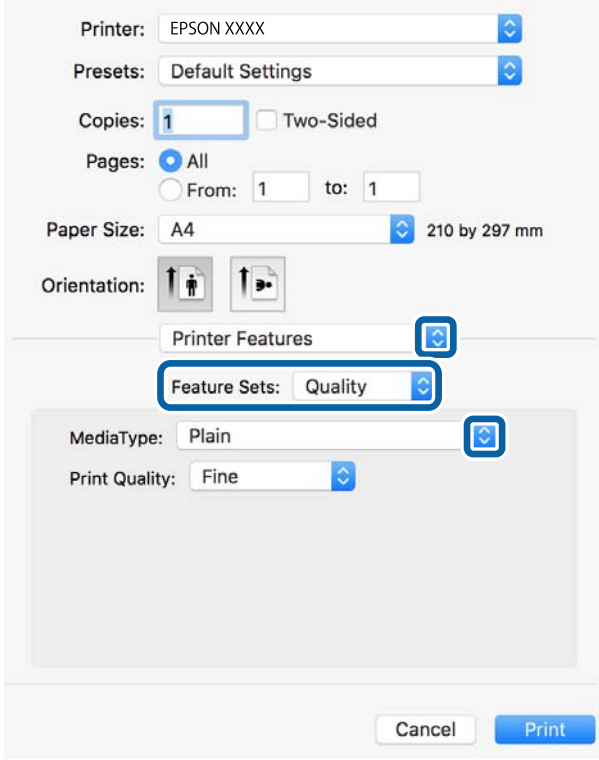 Printer: EPSON XXXX
Presets: Default Settings
Copies: 1 Two-Sided
Pages: All
From: 1 to: 1
Paper Size: A4 210 by 297 mm
Orientation:
Printer Features
Feature Sets: Quality
MediaType: Plain
Print Quality: Fine
Cancel Print